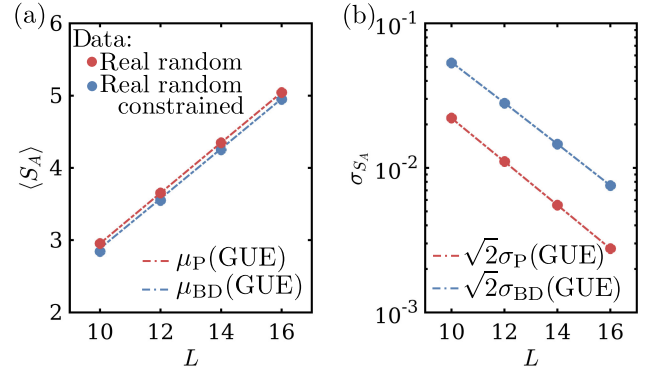 (a)
6
5
4
3
2
⟨S_A⟩
Data:
Real random
Real random
constrained
μ_P(GUE)
μ_BD(GUE)
10 12 14 16
L
(b)
10^{-1}
10^{-2}
10^{-3}
σ_{S_A}
√2σ_P(GUE)
√2σ_BD(GUE)
10 12 14 16
L